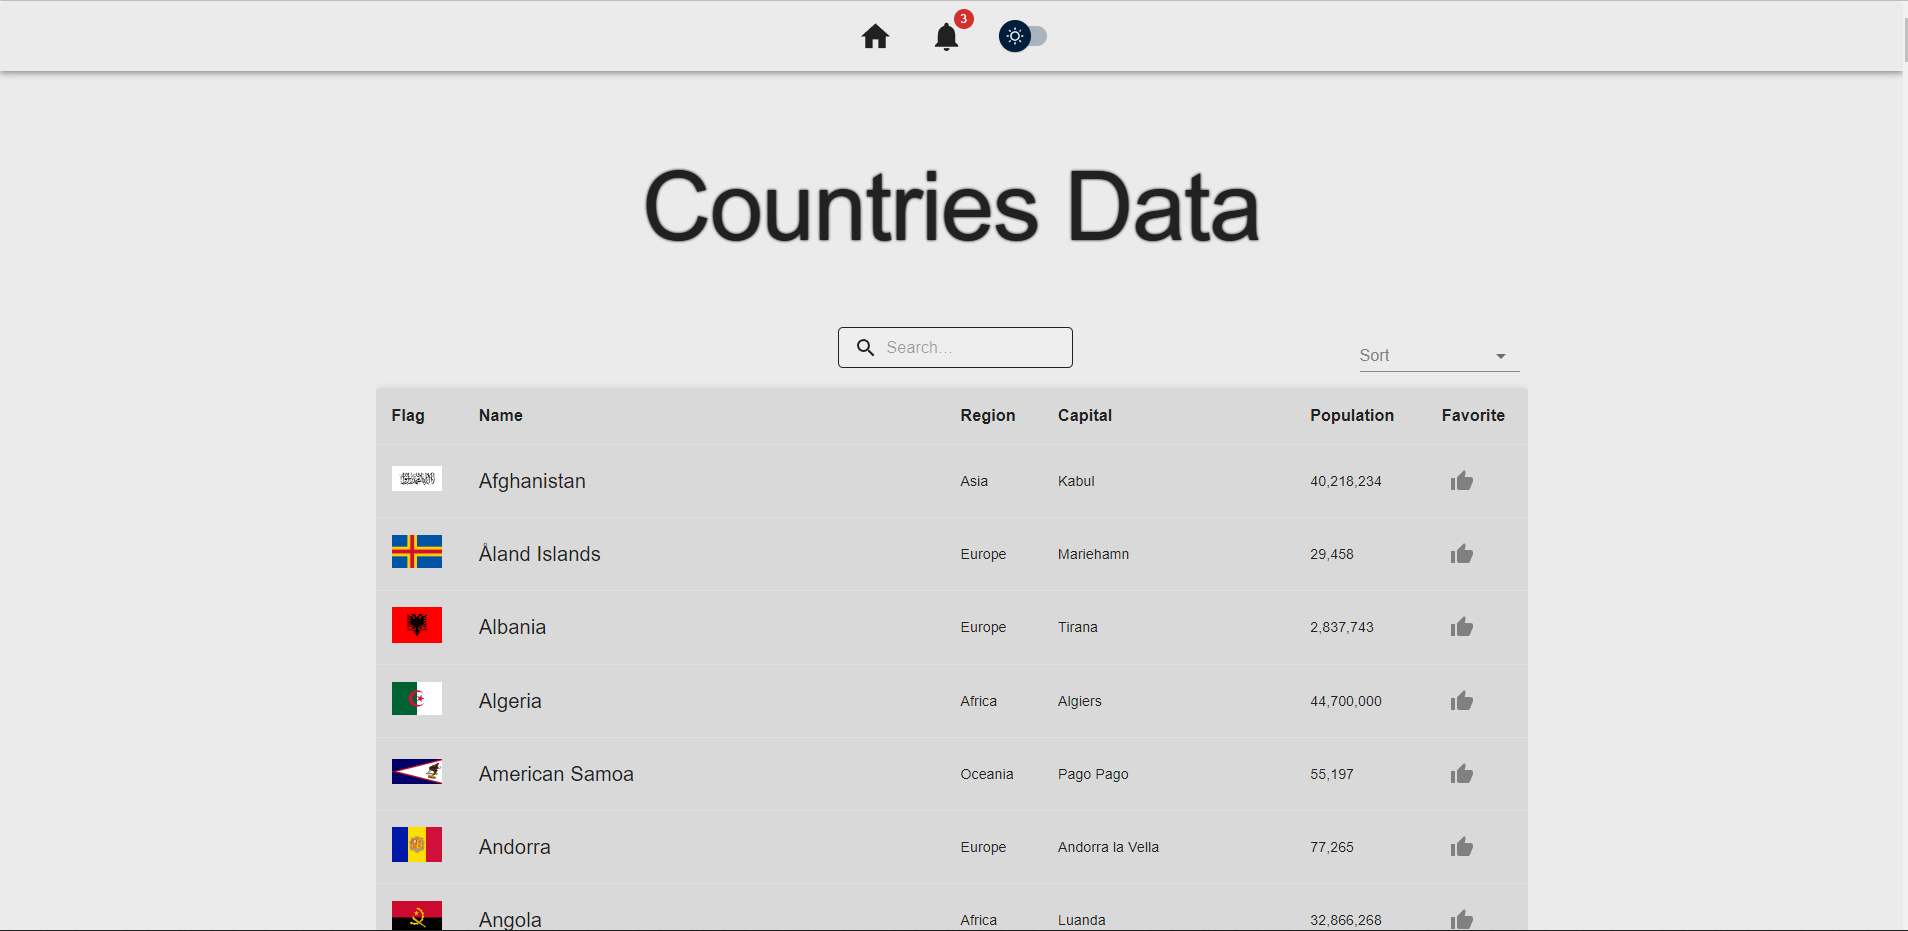 3
Countries Data
Search...
Sort
Flag Name Region Capital Population Favorite
Afghanistan Asia Kabul 40,218,234
Åland Islands Europe Mariehamn 29,458
Albania Europe Tirana 2,837,743
Algeria Africa Algiers 44,700,000
American Samoa Oceania Pago Pago 55,197
Andorra Europe Andorra la Vella 77,265
Angola Africa Luanda 32,866,268